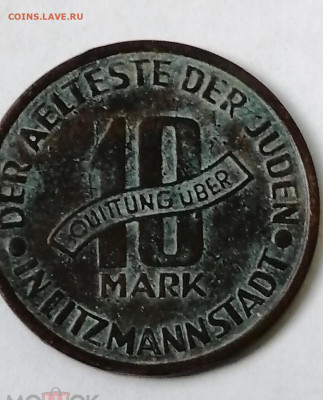 COINS.LAVE.RU
DER AELTESTE DER JUDEN
10
QUITTUNG ÜBER
MARK
• IN LITZMANNSTADT •